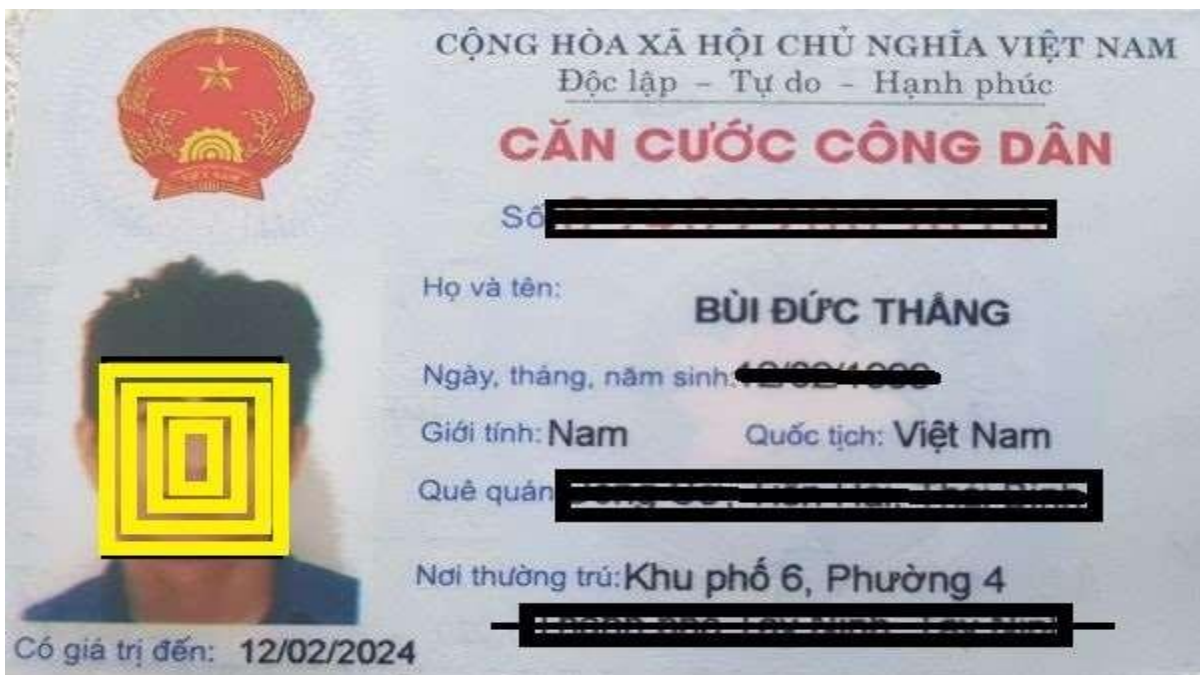 CỘNG HÒA XÃ HỘI CHỦ NGHĨA VIỆT NAM
Độc lập - Tự do - Hạnh phúc
CĂN CƯỚC CÔNG DÂN
Số
Họ và tên:
BÙI ĐỨC THẮNG
Ngày, tháng, năm sinh:
Giới tính: Nam Quốc tịch: Việt Nam
Quê quán
Nơi thường trú: Khu phố 6, Phường 4
Có giá trị đến: 12/02/2024